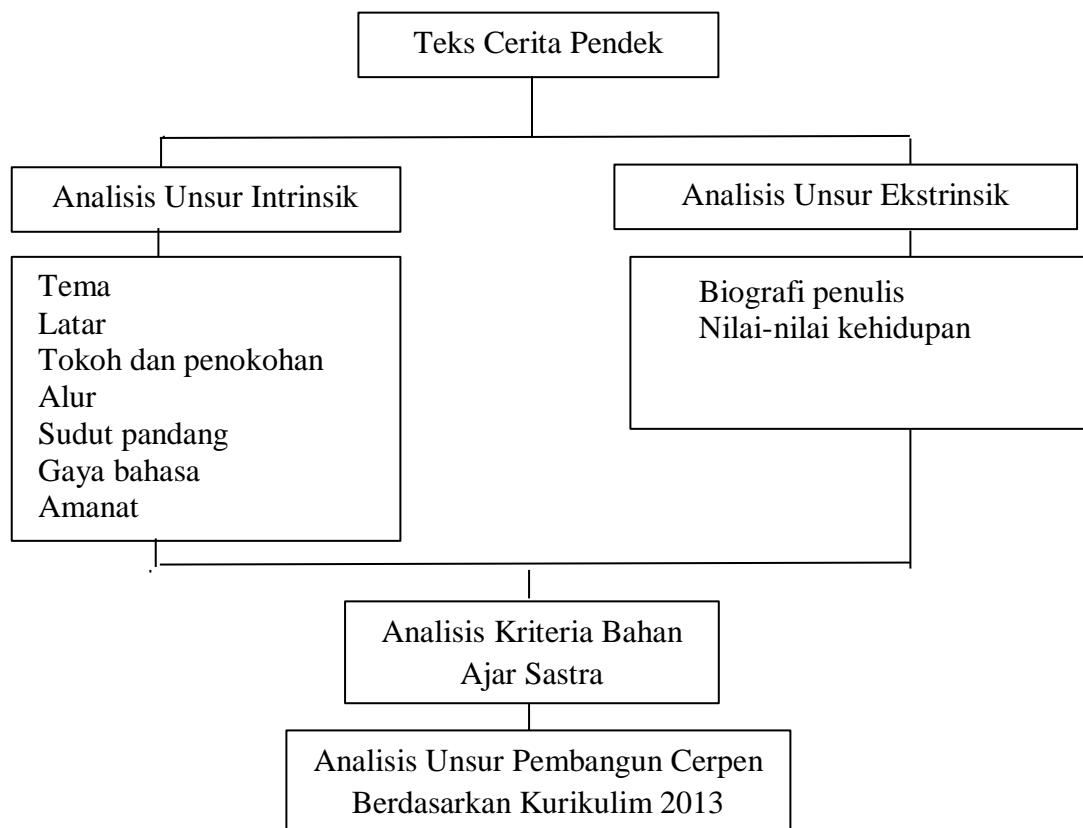 Teks Cerita Pendek
Analisis Unsur Intrinsik
Analisis Unsur Ekstrinsik
Tema
Latar
Tokoh dan penokohan
Alur
Sudut pandang
Gaya bahasa
Amanat
Biografi penulis
Nilai-nilai kehidupan
Analisis Kriteria Bahan
Ajar Sastra
Analisis Unsur Pembangun Cerpen
Berdasarkan Kurikulim 2013